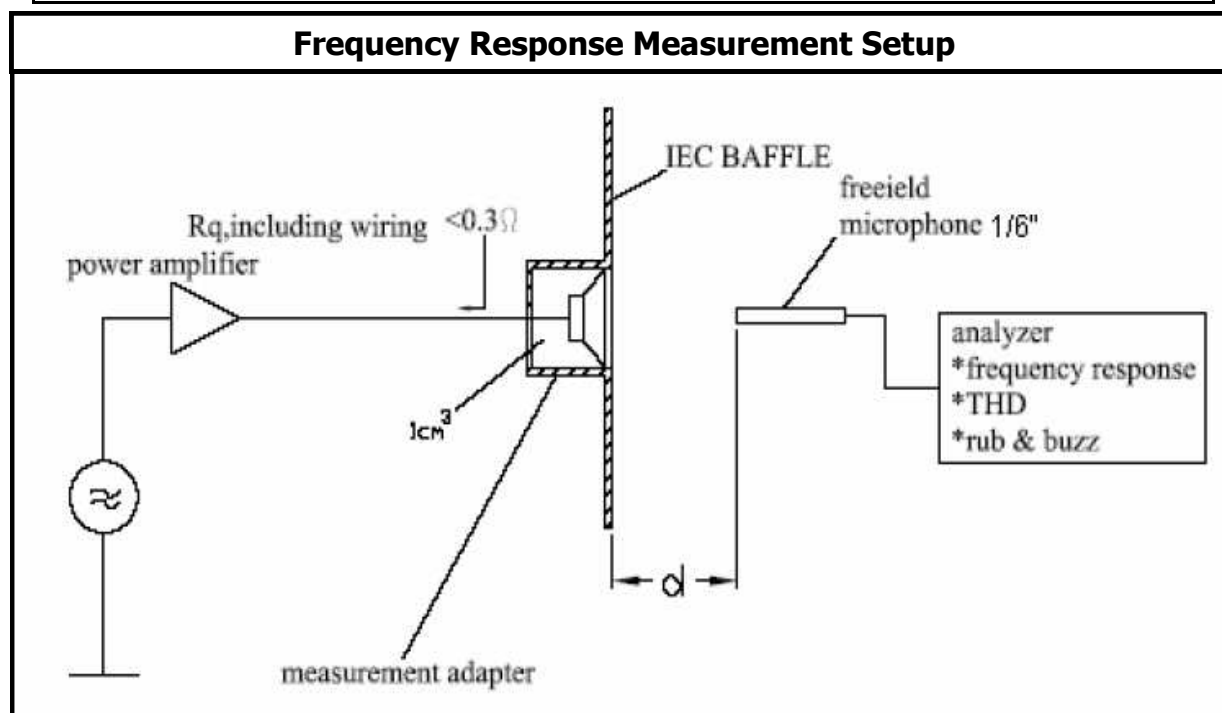 Frequency Response Measurement Setup
IEC BAFFLE
freeield
microphone 1/6"
Rq,including wiring <0.3Ω
power amplifier
analyzer
*frequency response
*THD
*rub & buzz
1cm³
d
measurement adapter